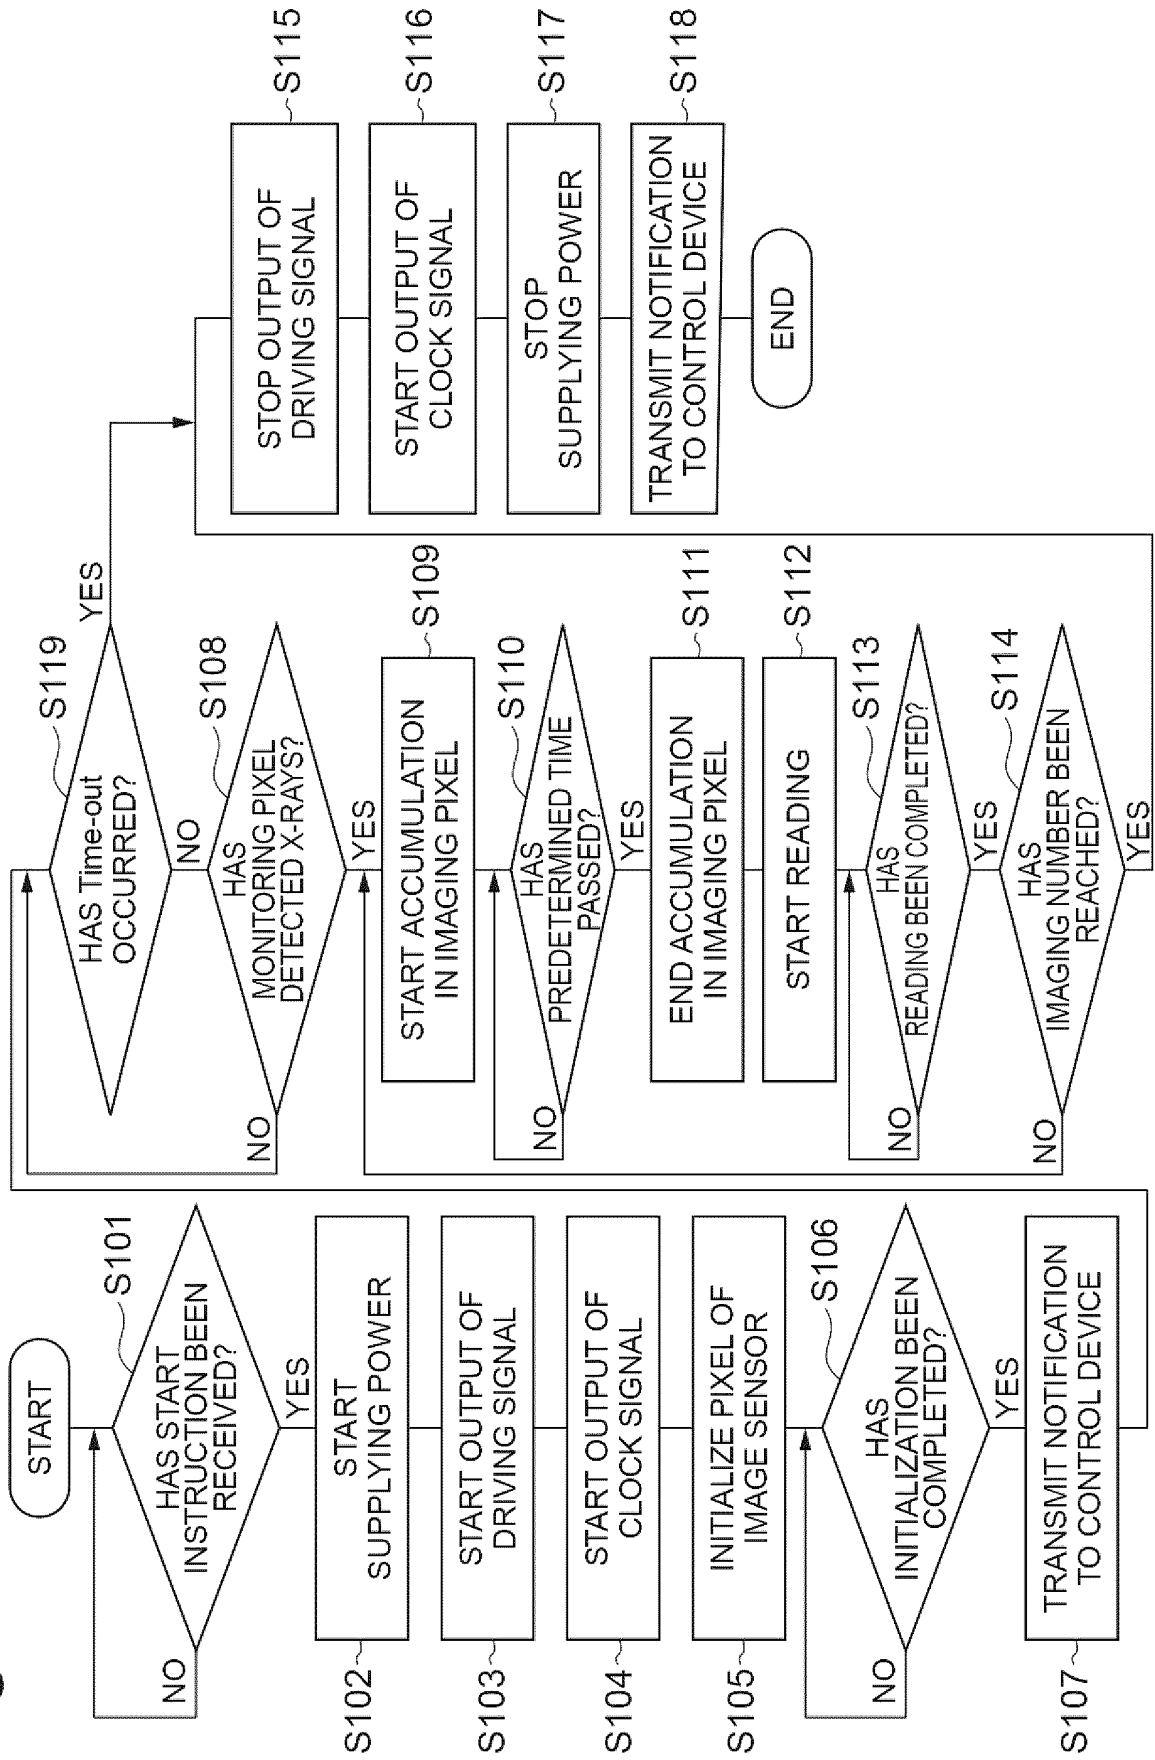 START
S101
HAS START
INSTRUCTION BEEN
RECEIVED?
NO
YES
S102
START
SUPPLYING POWER
S103
START OUTPUT OF
DRIVING SIGNAL
S104
START OUTPUT OF
CLOCK SIGNAL
S105
INITIALIZE PIXEL OF
IMAGE SENSOR
S106
HAS
INITIALIZATION BEEN
COMPLETED?
NO
YES
S107
TRANSMIT NOTIFICATION
TO CONTROL DEVICE
S119
HAS Time-out
OCCURRED?
YES
NO
S108
HAS
MONITORING PIXEL
DETECTED X-RAYS?
NO
YES
S109
START ACCUMULATION
IN IMAGING PIXEL
S110
HAS
PREDETERMINED TIME
PASSED?
NO
YES
S111
END ACCUMULATION
IN IMAGING PIXEL
S112
START READING
S113
HAS
READING BEEN COMPLETED?
NO
YES
S114
HAS
IMAGING NUMBER BEEN
REACHED?
NO
YES
S115
STOP OUTPUT OF
DRIVING SIGNAL
S116
START OUTPUT OF
CLOCK SIGNAL
S117
STOP
SUPPLYING POWER
S118
TRANSMIT NOTIFICATION
TO CONTROL DEVICE
END